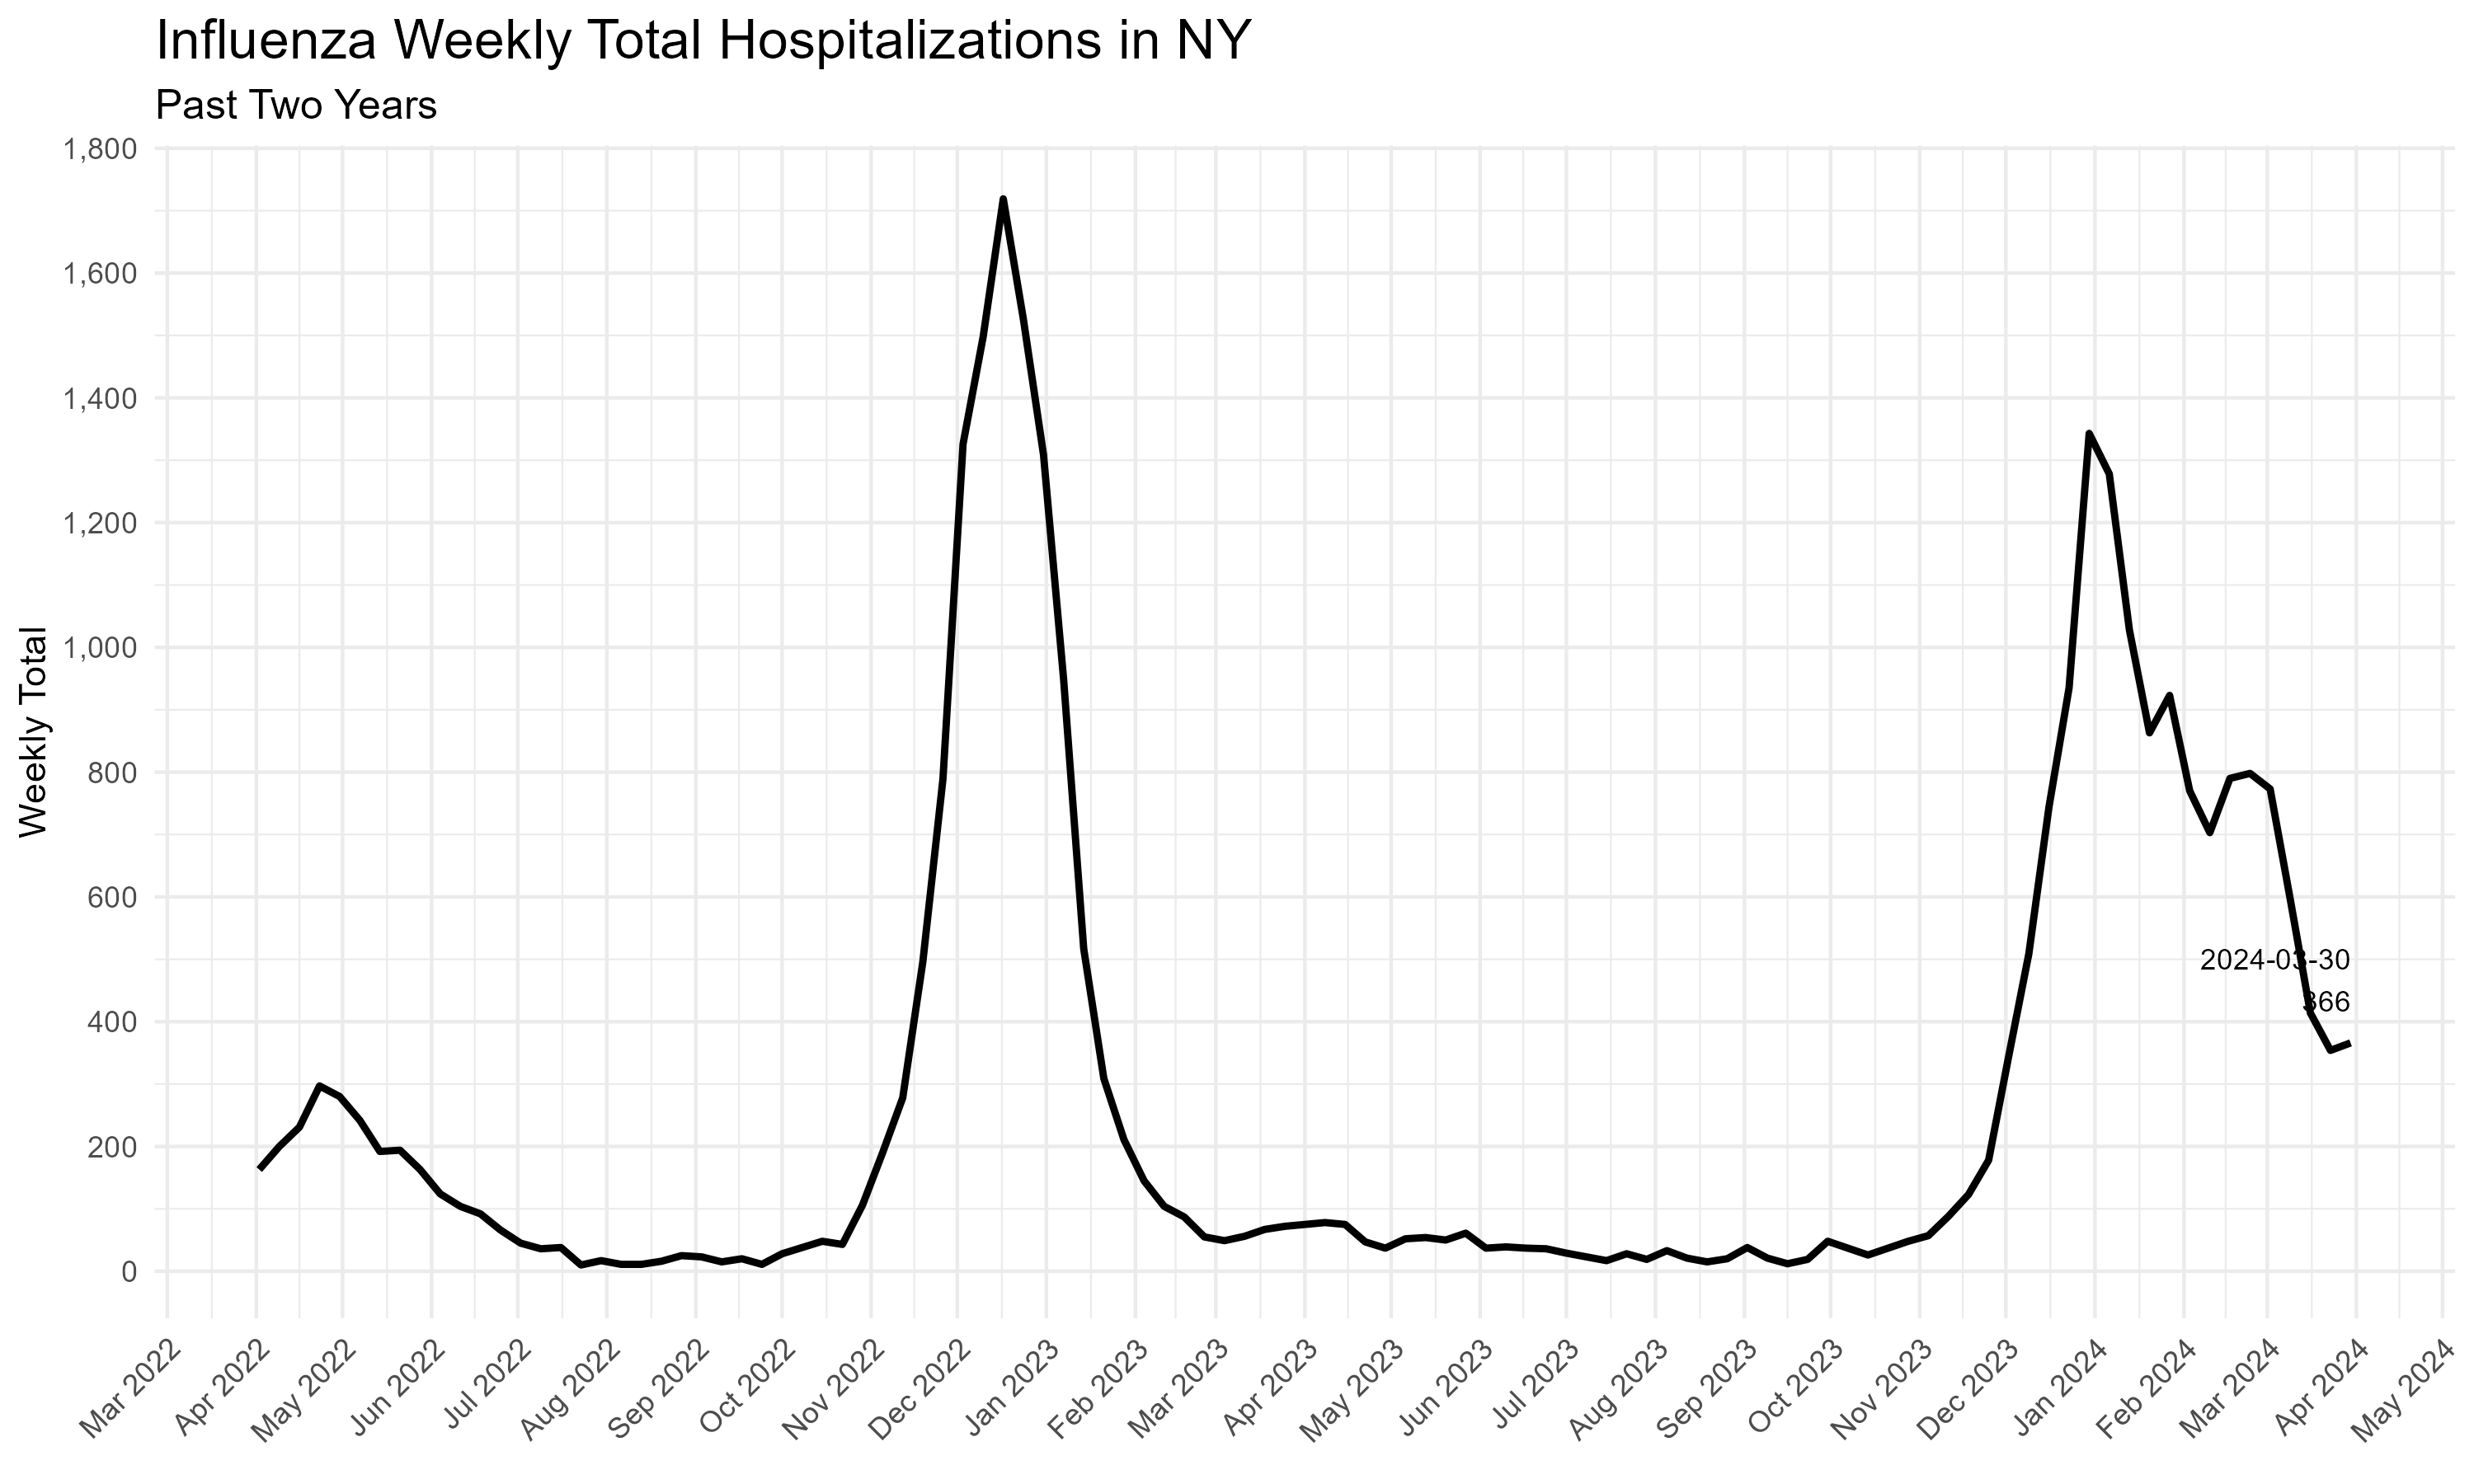 Influenza Weekly Total Hospitalizations in NY
Past Two Years
Weekly Total
1,800
1,600
1,400
1,200
1,000
800
600
400
200
0
2024-03-30
366
Mar 2022
Apr 2022
May 2022
Jun 2022
Jul 2022
Aug 2022
Sep 2022
Oct 2022
Nov 2022
Dec 2022
Jan 2023
Feb 2023
Mar 2023
Apr 2023
May 2023
Jun 2023
Jul 2023
Aug 2023
Sep 2023
Oct 2023
Nov 2023
Dec 2023
Jan 2024
Feb 2024
Mar 2024
Apr 2024
May 2024